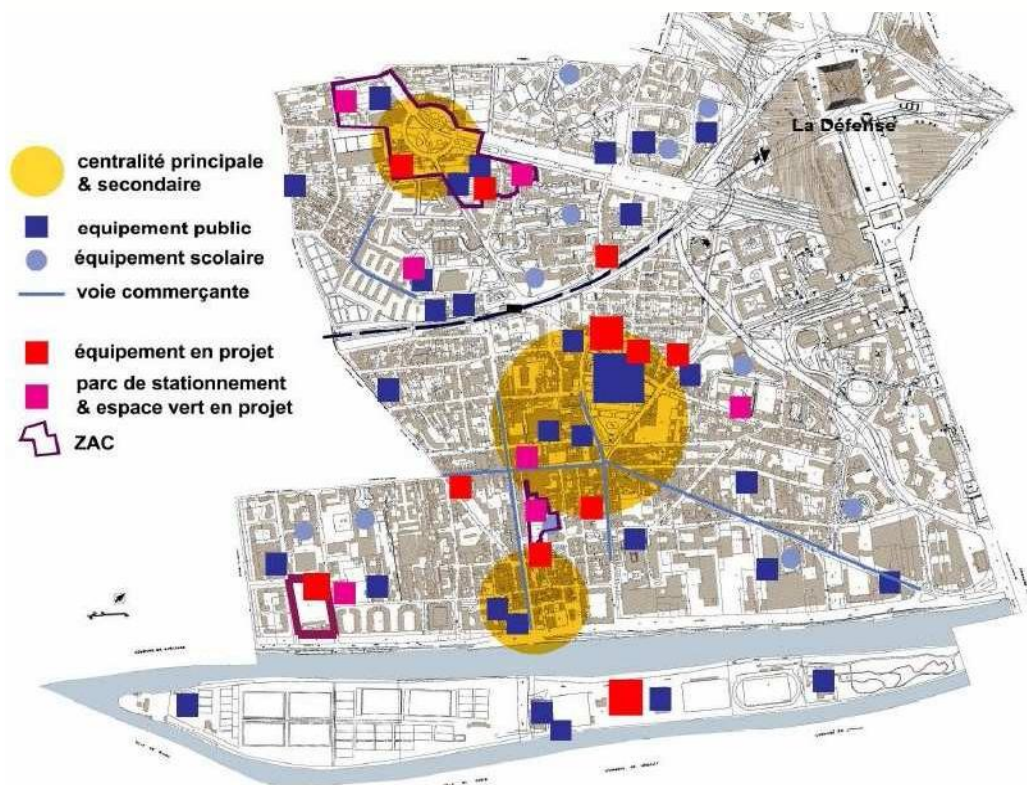 La Défense
centralité principale
& secondaire
equipement public
équipement scolaire
voie commerçante
équipement en projet
parc de stationnement
& espace vert en projet
ZAC